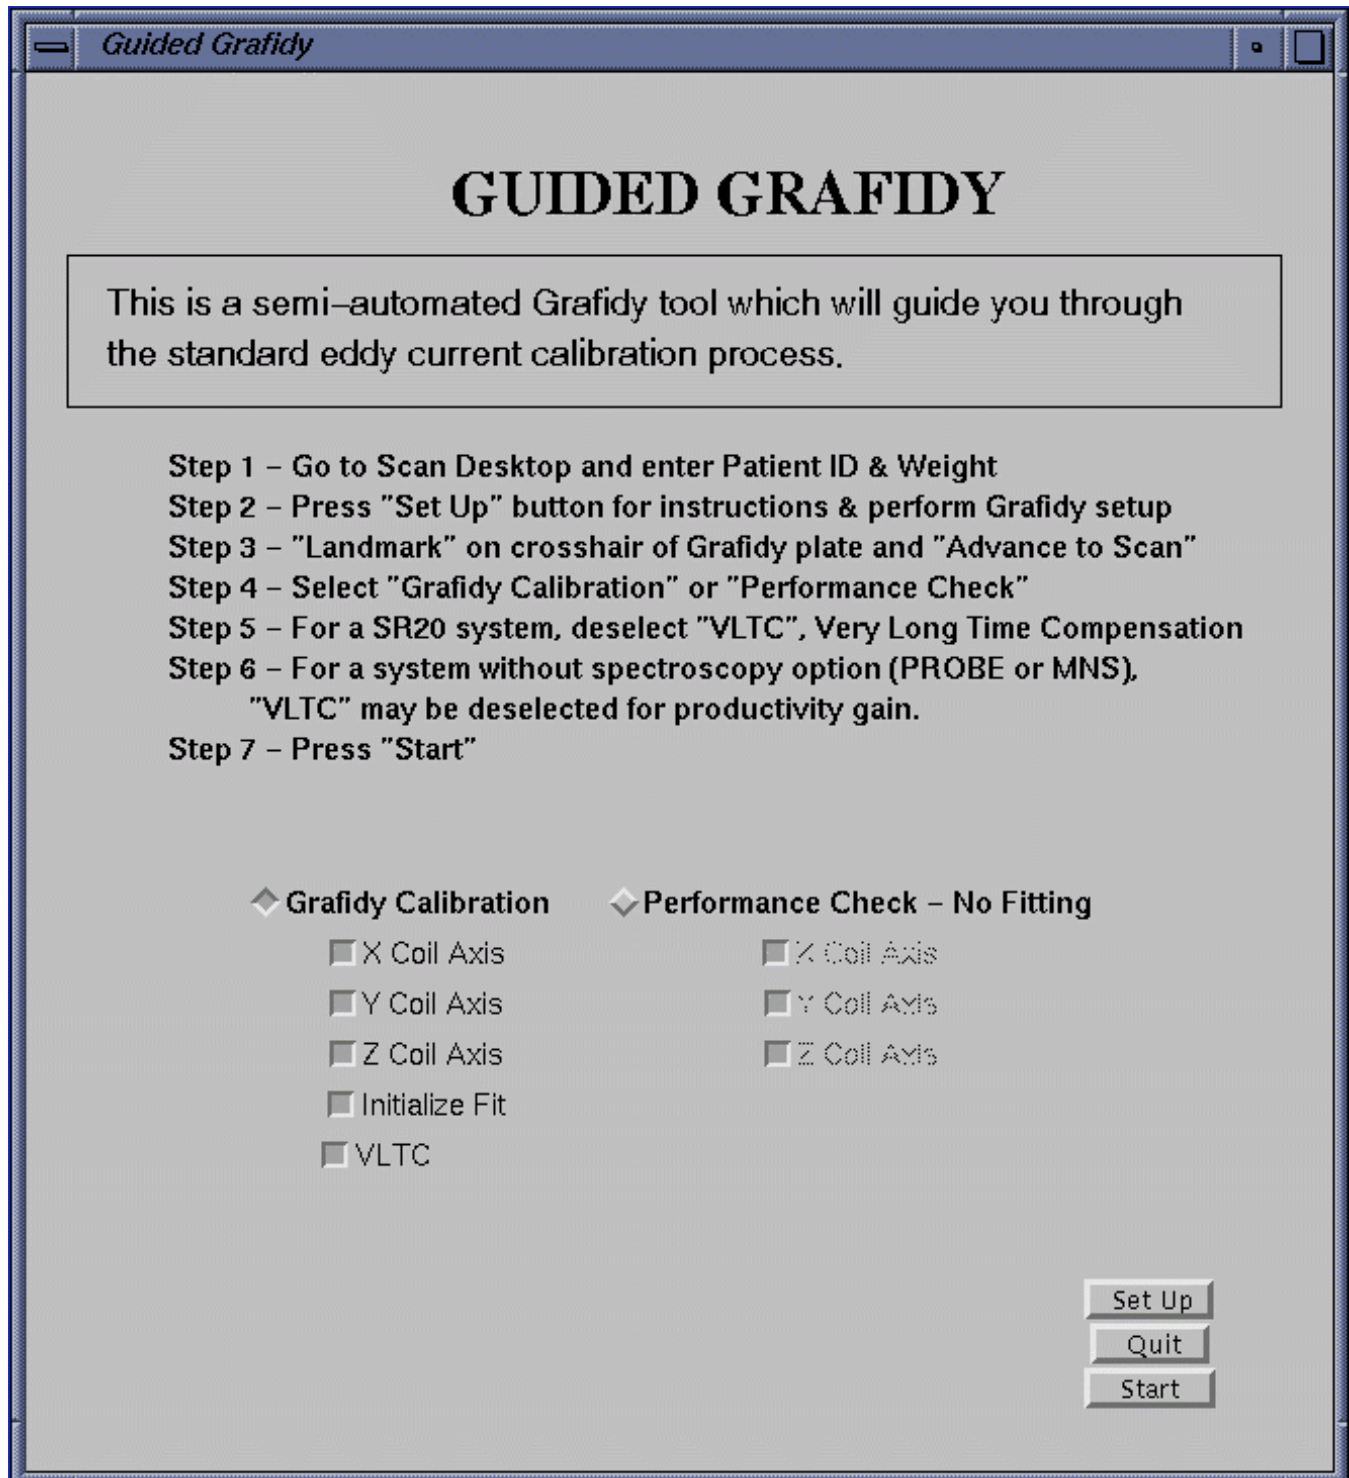 Guided Grafidy
GUIDED GRAFIDY
This is a semi-automated Grafidy tool which will guide you through
the standard eddy current calibration process.
Step 1 - Go to Scan Desktop and enter Patient ID & Weight
Step 2 - Press "Set Up" button for instructions & perform Grafidy setup
Step 3 - "Landmark" on crosshair of Grafidy plate and "Advance to Scan"
Step 4 - Select "Grafidy Calibration" or "Performance Check"
Step 5 - For a SR20 system, deselect "VLTC", Very Long Time Compensation
Step 6 - For a system without spectroscopy option (PROBE or MNS),
"VLTC" may be deselected for productivity gain.
Step 7 - Press "Start"
Grafidy Calibration
X Coil Axis
Y Coil Axis
Z Coil Axis
Initialize Fit
VLTC
Performance Check - No Fitting
X Coil Axis
Y Coil Axis
Z Coil Axis
Set Up
Quit
Start